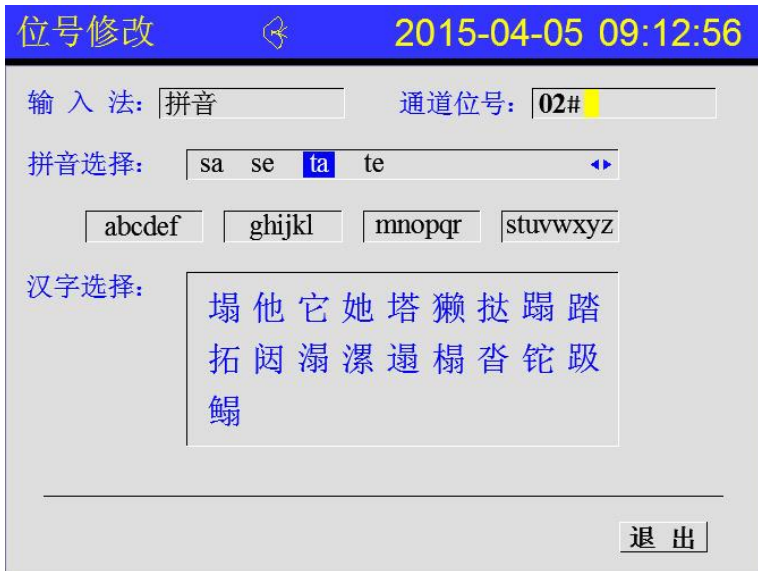 位号修改 2015-04-05 09:12:56
输 入 法: 拼音 通道位号: 02#
拼音选择: sa se ta te
abcdef ghijkl mnopqr stuvwxyz
汉字选择:
塌 他 它 她 塔 獭 挞 蹋 踏
拓 闼 溻 漯 遢 榻 沓 铊 趿
鳎
退 出